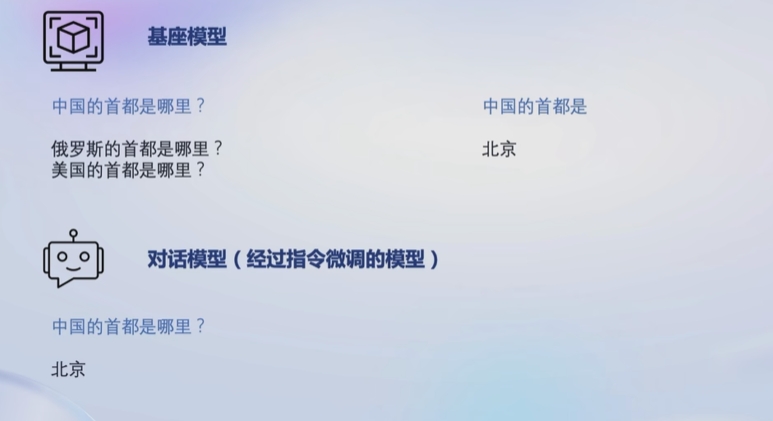 基座模型
中国的首都是哪里？
中国的首都是
俄罗斯的首都是哪里？
美国的首都是哪里？
北京
对话模型（经过指令微调的模型）
中国的首都是哪里？
北京